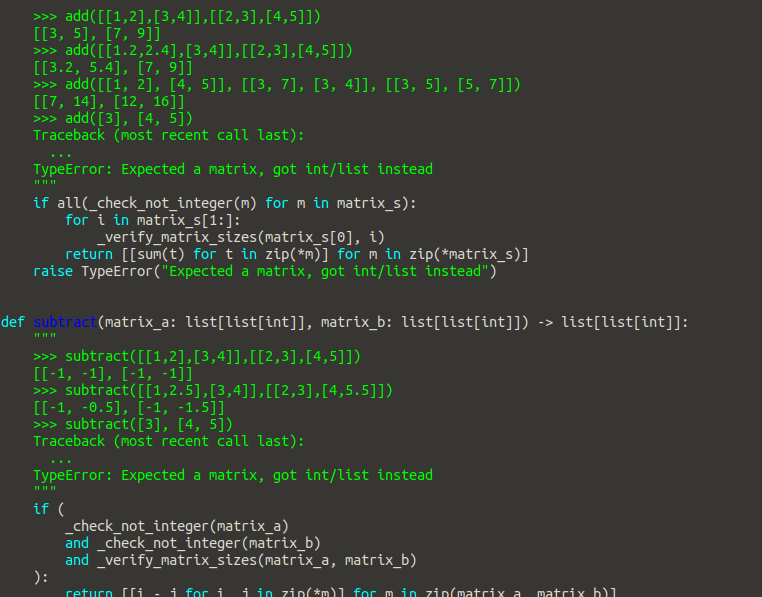 >>> add([[1,2],[3,4]],[[2,3],[4,5]])
    [[3, 5], [7, 9]]
    >>> add([[1.2,2.4],[3,4]],[[2,3],[4,5]])
    [[3.2, 5.4], [7, 9]]
    >>> add([[1, 2], [4, 5]], [[3, 7], [3, 4]], [[3, 5], [5, 7]])
    [[7, 14], [12, 16]]
    >>> add([3], [4, 5])
    Traceback (most recent call last):
      ...
    TypeError: Expected a matrix, got int/list instead
    """
    if all(_check_not_integer(m) for m in matrix_s):
        for i in matrix_s[1:]:
            _verify_matrix_sizes(matrix_s[0], i)
        return [[sum(t) for t in zip(*m)] for m in zip(*matrix_s)]
    raise TypeError("Expected a matrix, got int/list instead")


def subtract(matrix_a: list[list[int]], matrix_b: list[list[int]]) -> list[list[int]]:
    """
    >>> subtract([[1,2],[3,4]],[[2,3],[4,5]])
    [[-1, -1], [-1, -1]]
    >>> subtract([[1,2.5],[3,4]],[[2,3],[4,5.5]])
    [[-1, -0.5], [-1, -1.5]]
    >>> subtract([3], [4, 5])
    Traceback (most recent call last):
      ...
    TypeError: Expected a matrix, got int/list instead
    """
    if (
        _check_not_integer(matrix_a)
        and _check_not_integer(matrix_b)
        and _verify_matrix_sizes(matrix_a, matrix_b)
    ):
        return [[i - j for i, j in zip(*m)] for m in zip(matrix_a, matrix_b)]